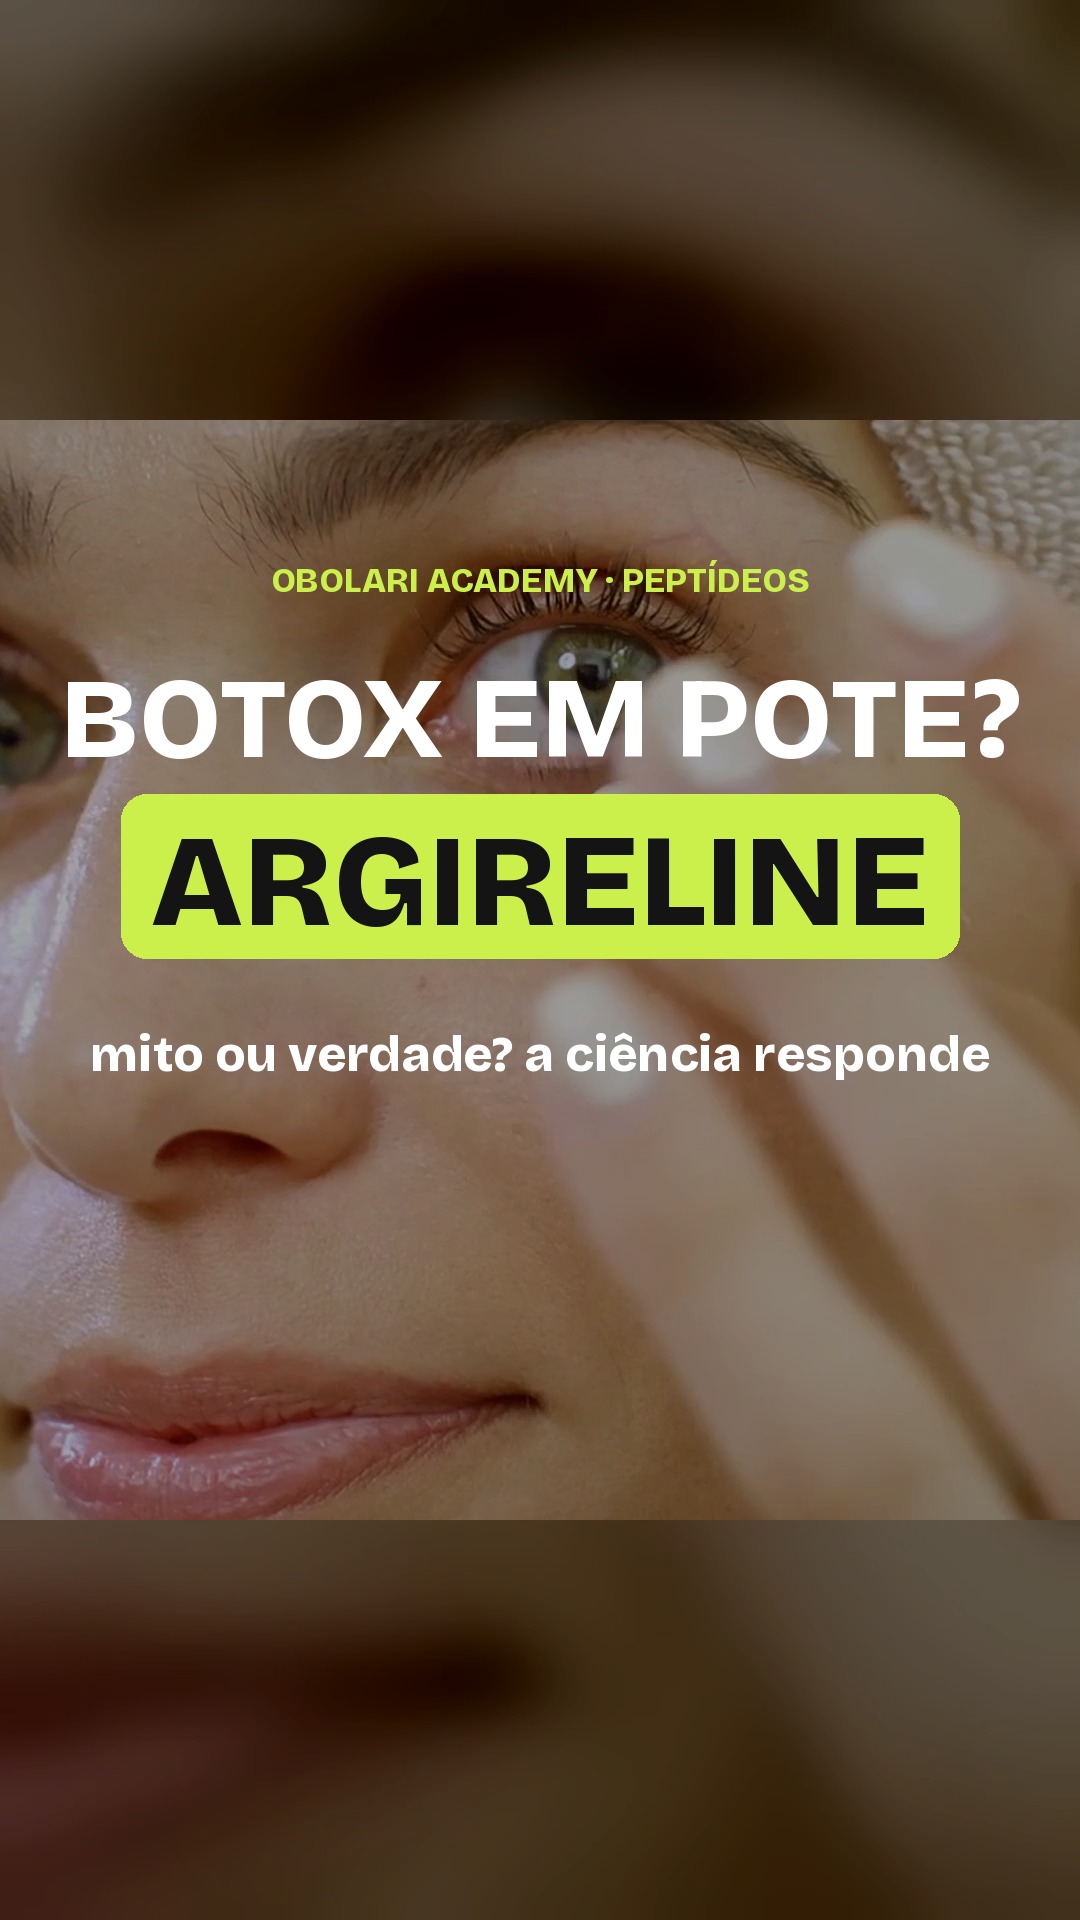 OBOLARI ACADEMY · PEPTÍDEOS
BOTOX EM POTE?
ARGIRELINE
mito ou verdade? a ciência responde